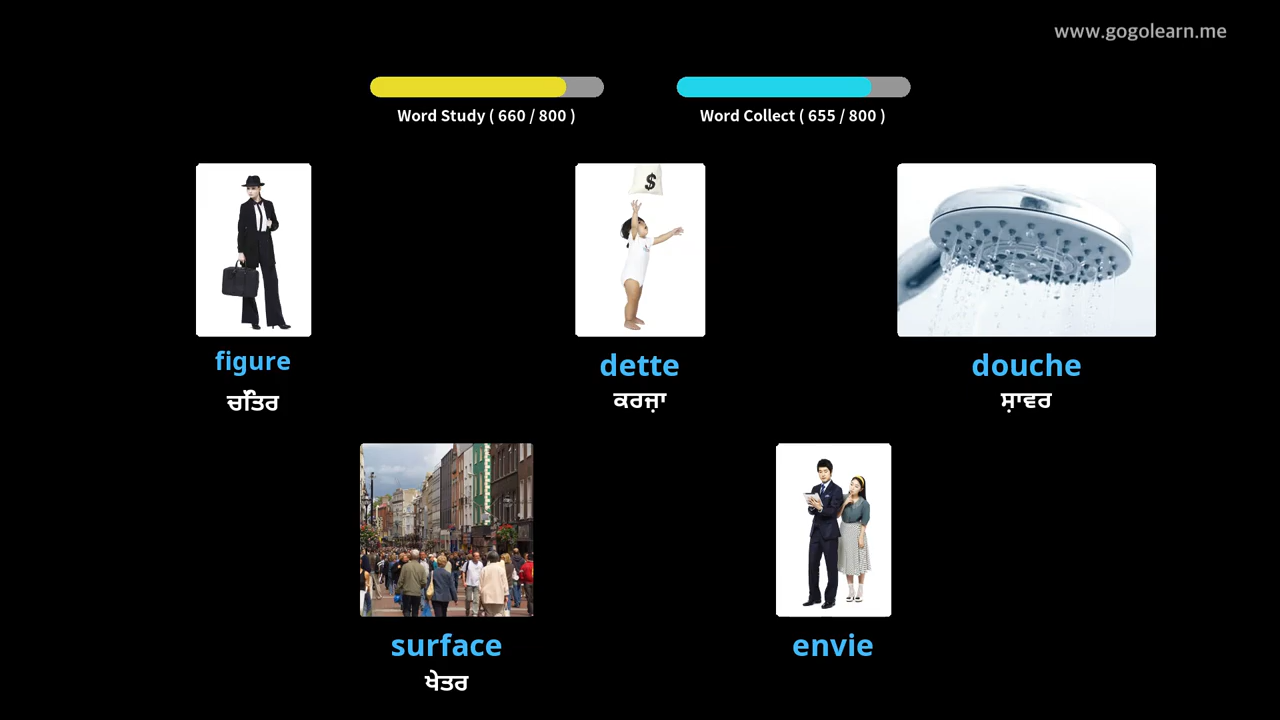 www.gogolearn.me
Word Study ( 660 / 800 )
Word Collect ( 655 / 800 )
$
figure
dette
douche
ਚੱਤਿਰ
ਕਰਜ਼ਾ
ਸ਼ਾਵਰ
surface
envie
ਖੇਤਰ